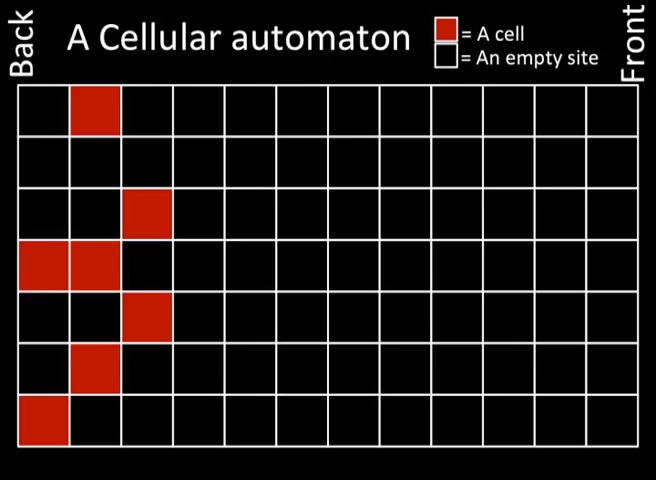 Back
A Cellular automaton
= A cell
= An empty site
Front